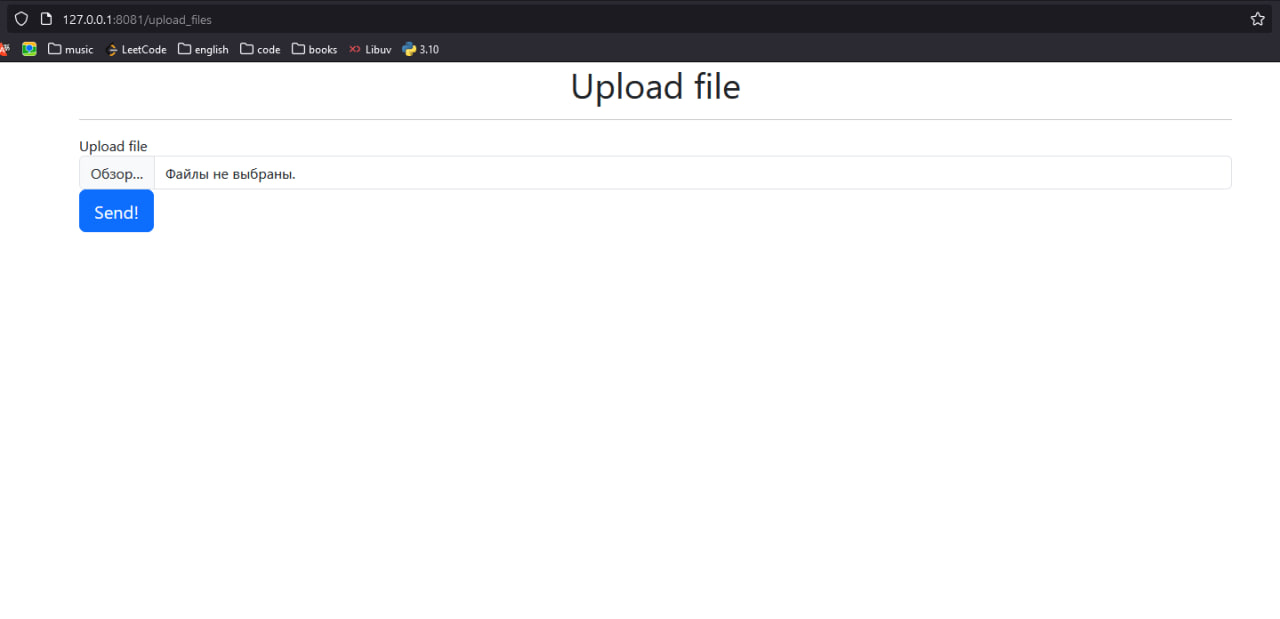 127.0.0.1:8081/upload_files
music LeetCode english code books Libuv 3.10
Upload file
Upload file
Обзор... Файлы не выбраны.
Send!